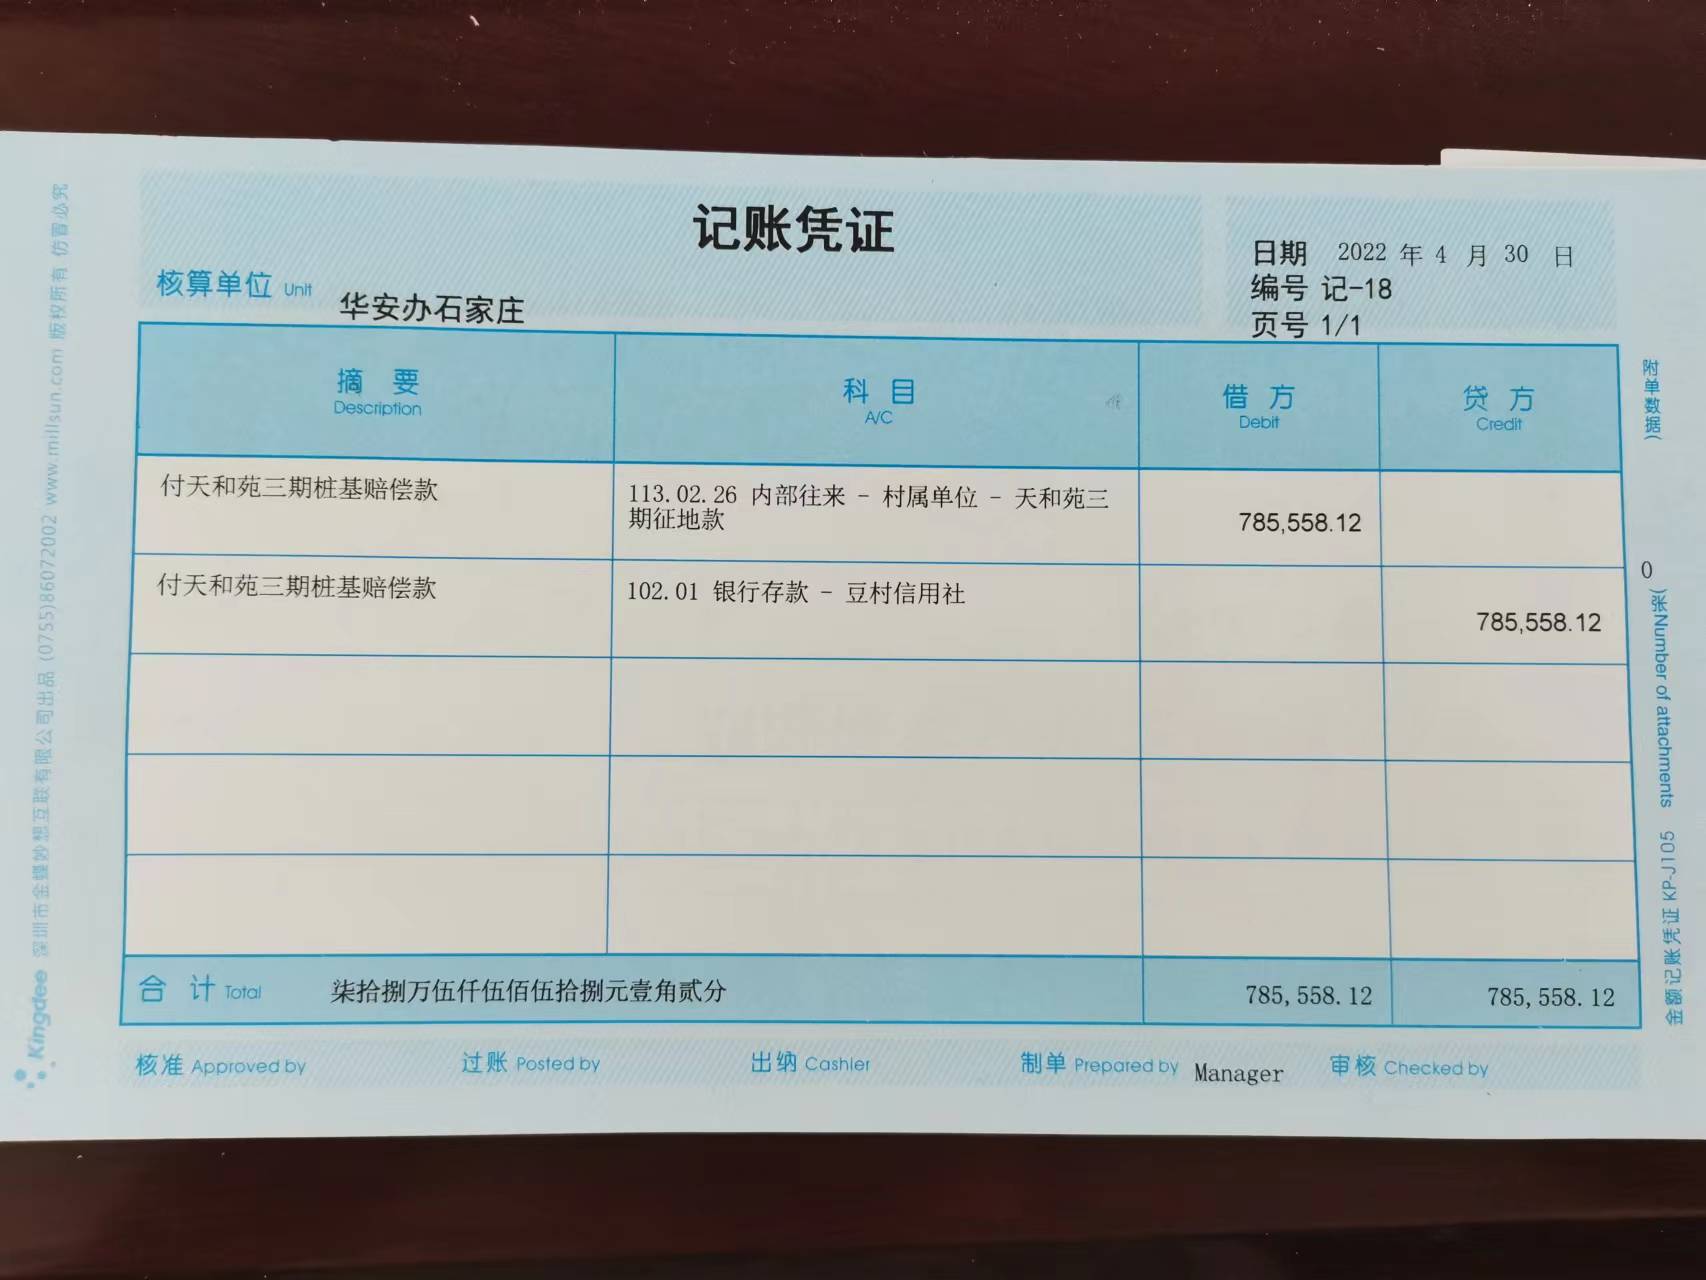 记账凭证
核算单位 Unit 华安办石家庄
日期 2022 年 4 月 30 日
编号 记-18
页号 1/1
摘 要 科 目 借 方 贷 方
Description A/C Debit Credit
付天和苑三期桩基赔偿款 113.02.26 内部往来 - 村属单位 - 天和苑三
期征地款 785,558.12
付天和苑三期桩基赔偿款 102.01 银行存款 - 豆村信用社 785,558.12
合 计 Total 柒拾捌万伍仟伍佰伍拾捌元壹角贰分 785,558.12 785,558.12
核准 Approved by 过账 Posted by 出纳 Cashier 制单 Prepared by Manager 审核 Checked by
附单数据( 0 )张 Number of attachments 金额记账凭证 KP-J105
Kingdee 深圳市金蝶妙想互联有限公司出品 (0755)86072002 www.millsun.com 版权所有 仿冒必究